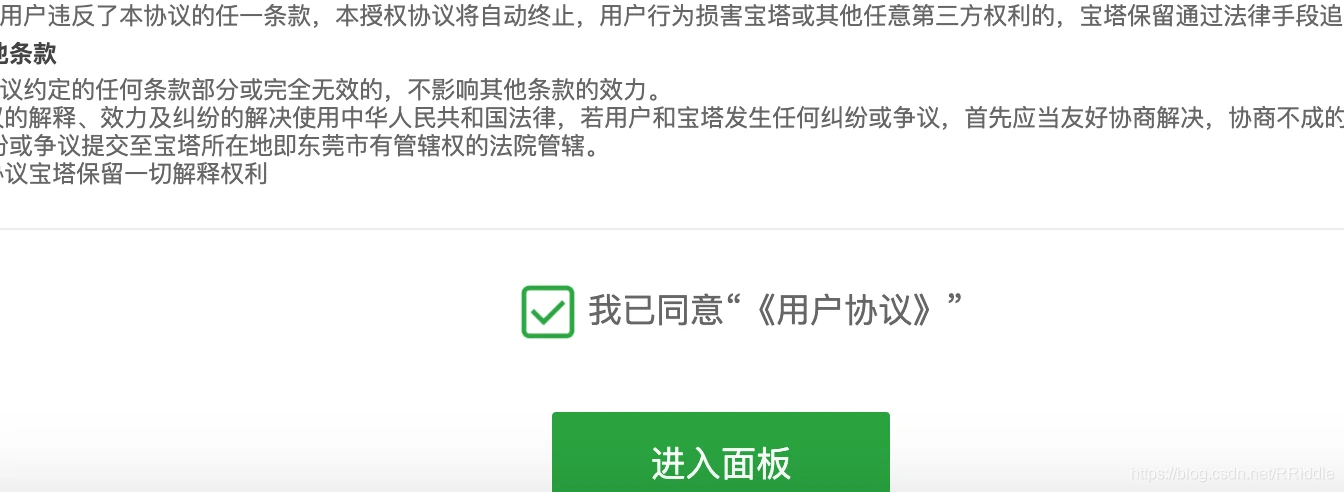 用户违反了本协议的任一条款，本授权协议将自动终止，用户行为损害宝塔或其他任意第三方权利的，宝塔保留通过法律手段追
他条款
议约定的任何条款部分或完全无效的，不影响其他条款的效力。
议的解释、效力及纠纷的解决使用中华人民共和国法律，若用户和宝塔发生任何纠纷或争议，首先应当友好协商解决，协商不成的
纷或争议提交至宝塔所在地即东莞市有管辖权的法院管辖。
协议宝塔保留一切解释权利
我已同意“《用户协议》”
进入面板
https://blog.csdn.net/RRiddle